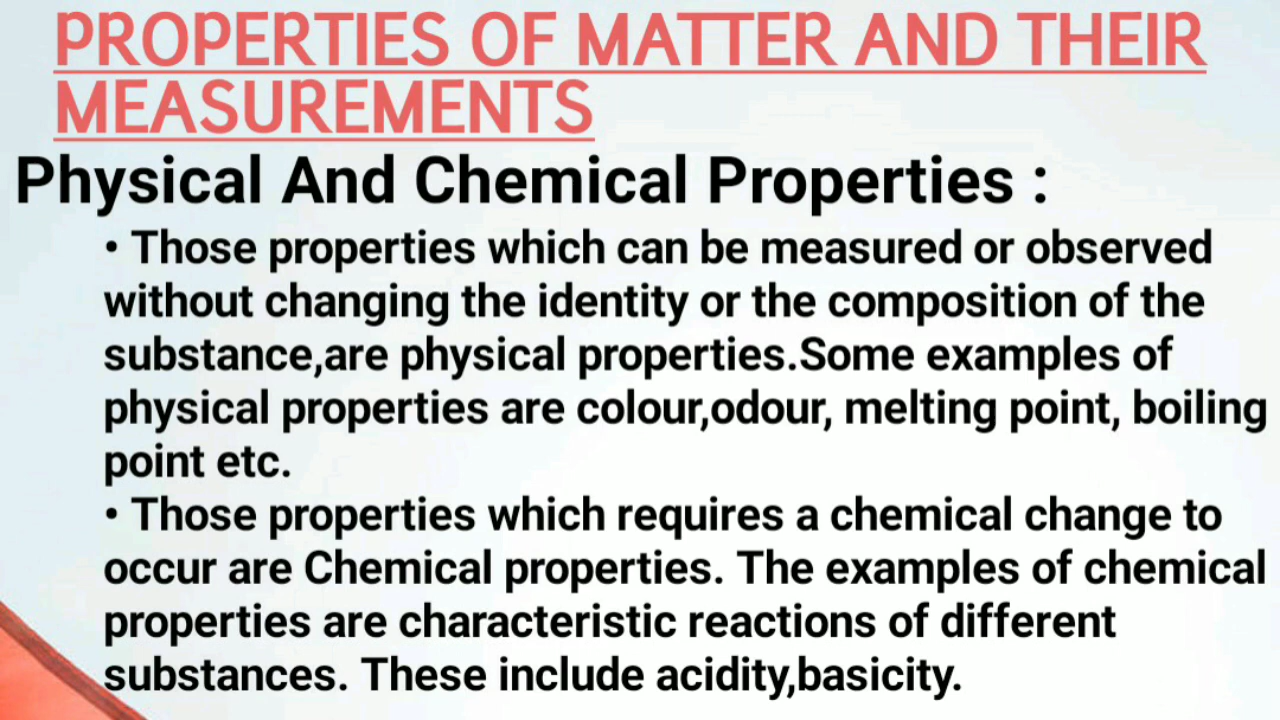 PROPERTIES OF MATTER AND THEIR
MEASUREMENTS
Physical And Chemical Properties :
• Those properties which can be measured or observed
without changing the identity or the composition of the
substance,are physical properties.Some examples of
physical properties are colour,odour, melting point, boiling
point etc.
• Those properties which requires a chemical change to
occur are Chemical properties. The examples of chemical
properties are characteristic reactions of different
substances. These include acidity,basicity.